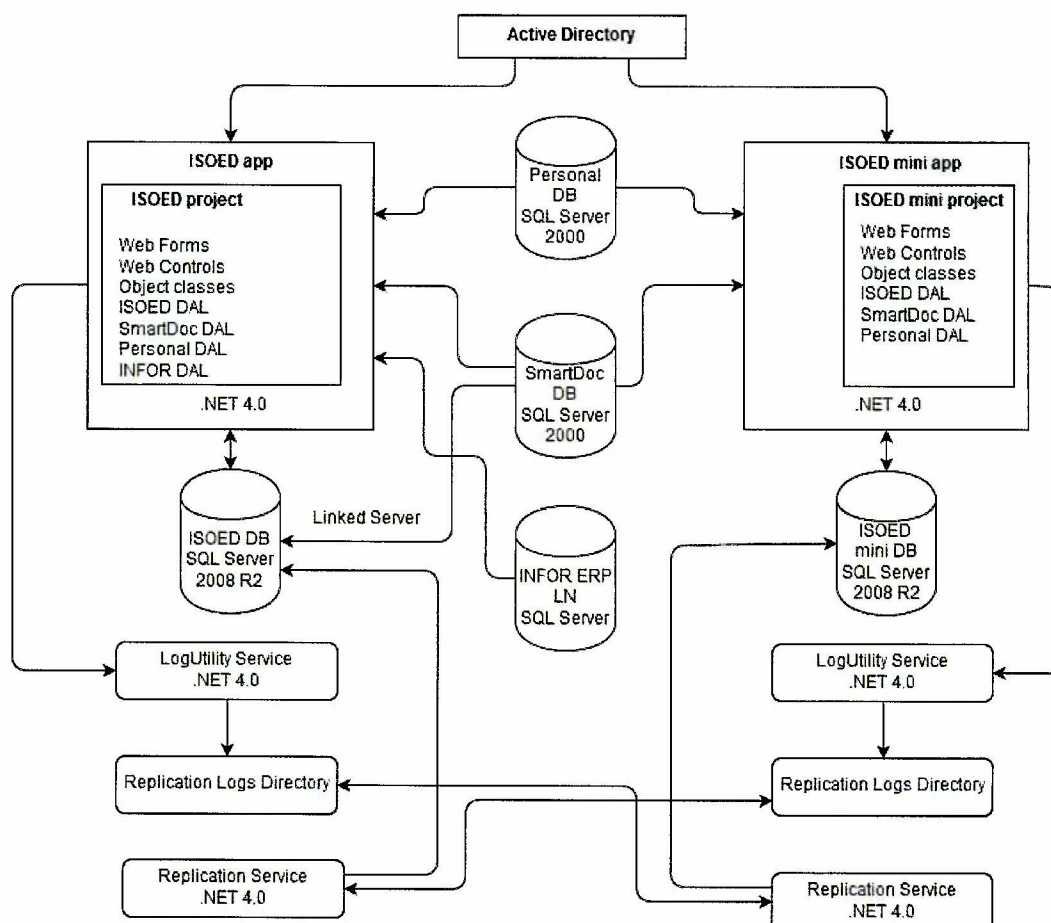 Active Directory
ISOED app
ISOED project
Web Forms
Web Controls
Object classes
ISOED DAL
SmartDoc DAL
Personal DAL
INFOR DAL
.NET 4.0
Personal
DB
SQL Server
2000
ISOED mini app
ISOED mini project
Web Forms
Web Controls
Object classes
ISOED DAL
SmartDoc DAL
Personal DAL
.NET 4.0
SmartDoc
DB
SQL Server
2000
ISOED DB
SQL Server
2008 R2
Linked Server
INFOR ERP
LN
SQL Server
ISOED
mini DB
SQL Server
2008 R2
LogUtility Service
.NET 4.0
LogUtility Service
.NET 4.0
Replication Logs Directory
Replication Logs Directory
Replication Service
.NET 4.0
Replication Service
.NET 4.0